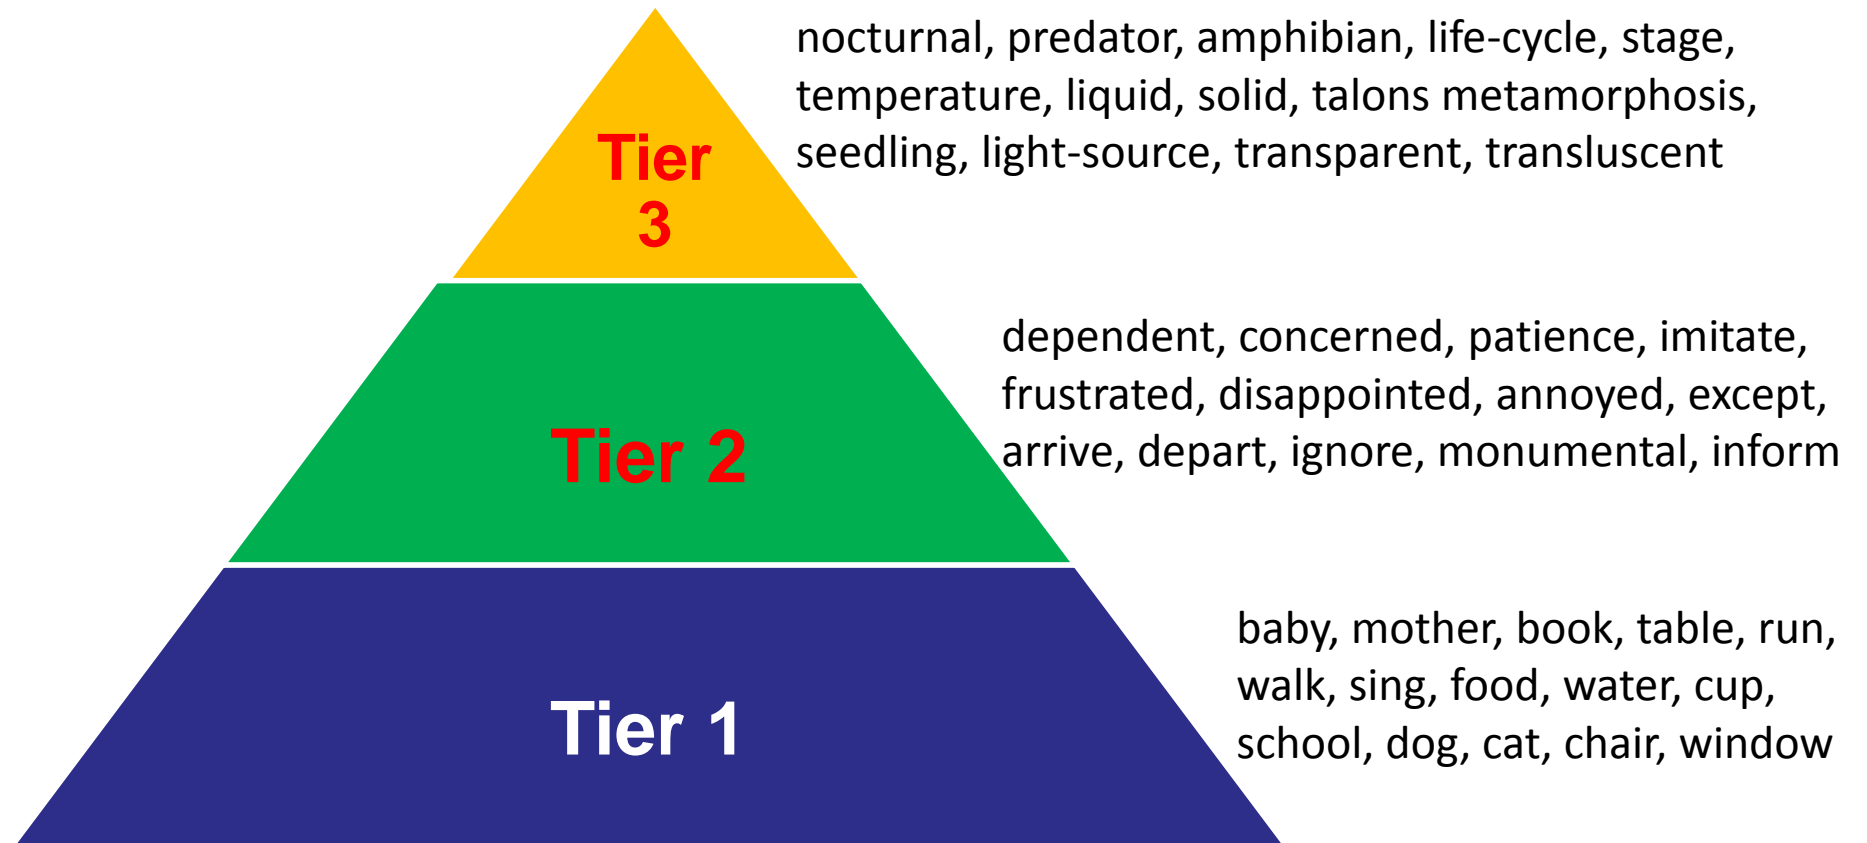 nocturnal, predator, amphibian, life-cycle, stage,
temperature, liquid, solid, talons metamorphosis,
seedling, light-source, transparent, transluscent
Tier
3
dependent, concerned, patience, imitate,
frustrated, disappointed, annoyed, except,
arrive, depart, ignore, monumental, inform
Tier 2
baby, mother, book, table, run,
walk, sing, food, water, cup,
school, dog, cat, chair, window
Tier 1